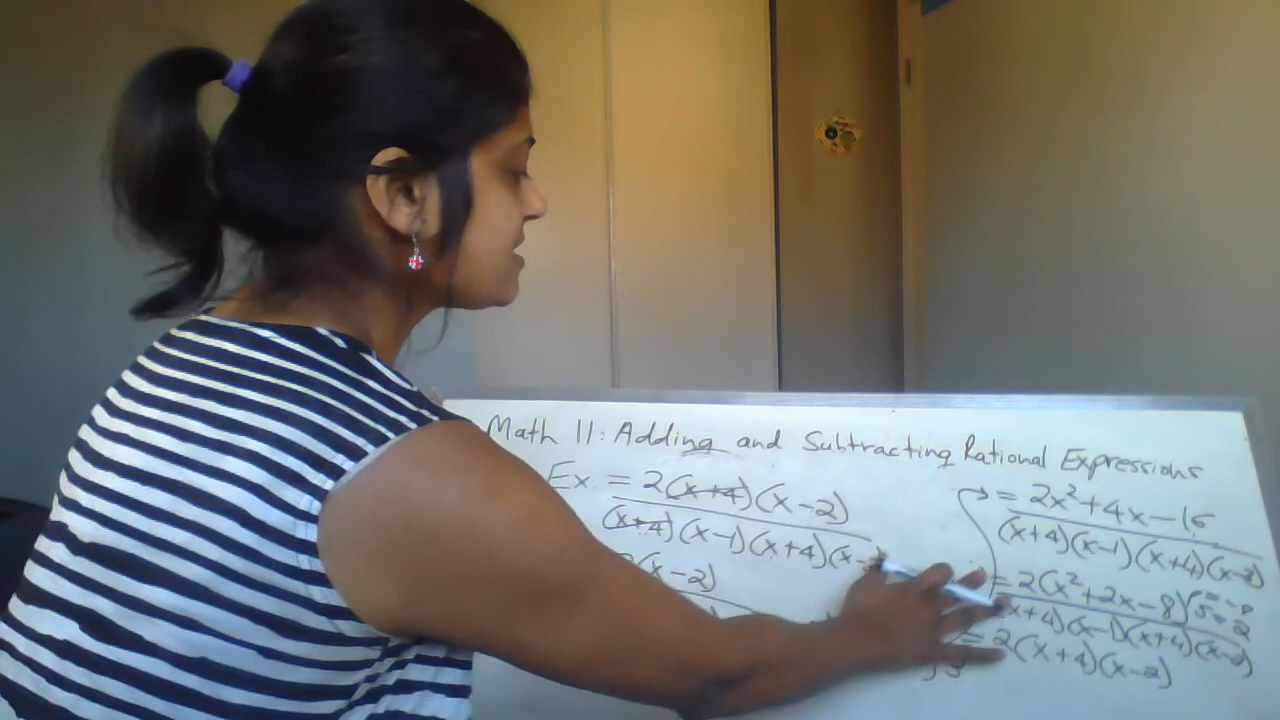 Math 11: Adding and Subtracting Rational Expressions
Ex = 2(x+4)(x-2)
(x+4)(x-1)(x+4)(x-
(x-2)
= 2x²+4x-16
(x+4)(x-1)(x+4)(x-2)
= 2(x²+2x-8)
x+4)(x-1)(x+4)(x-2)
= 2(x+4)(x-2)